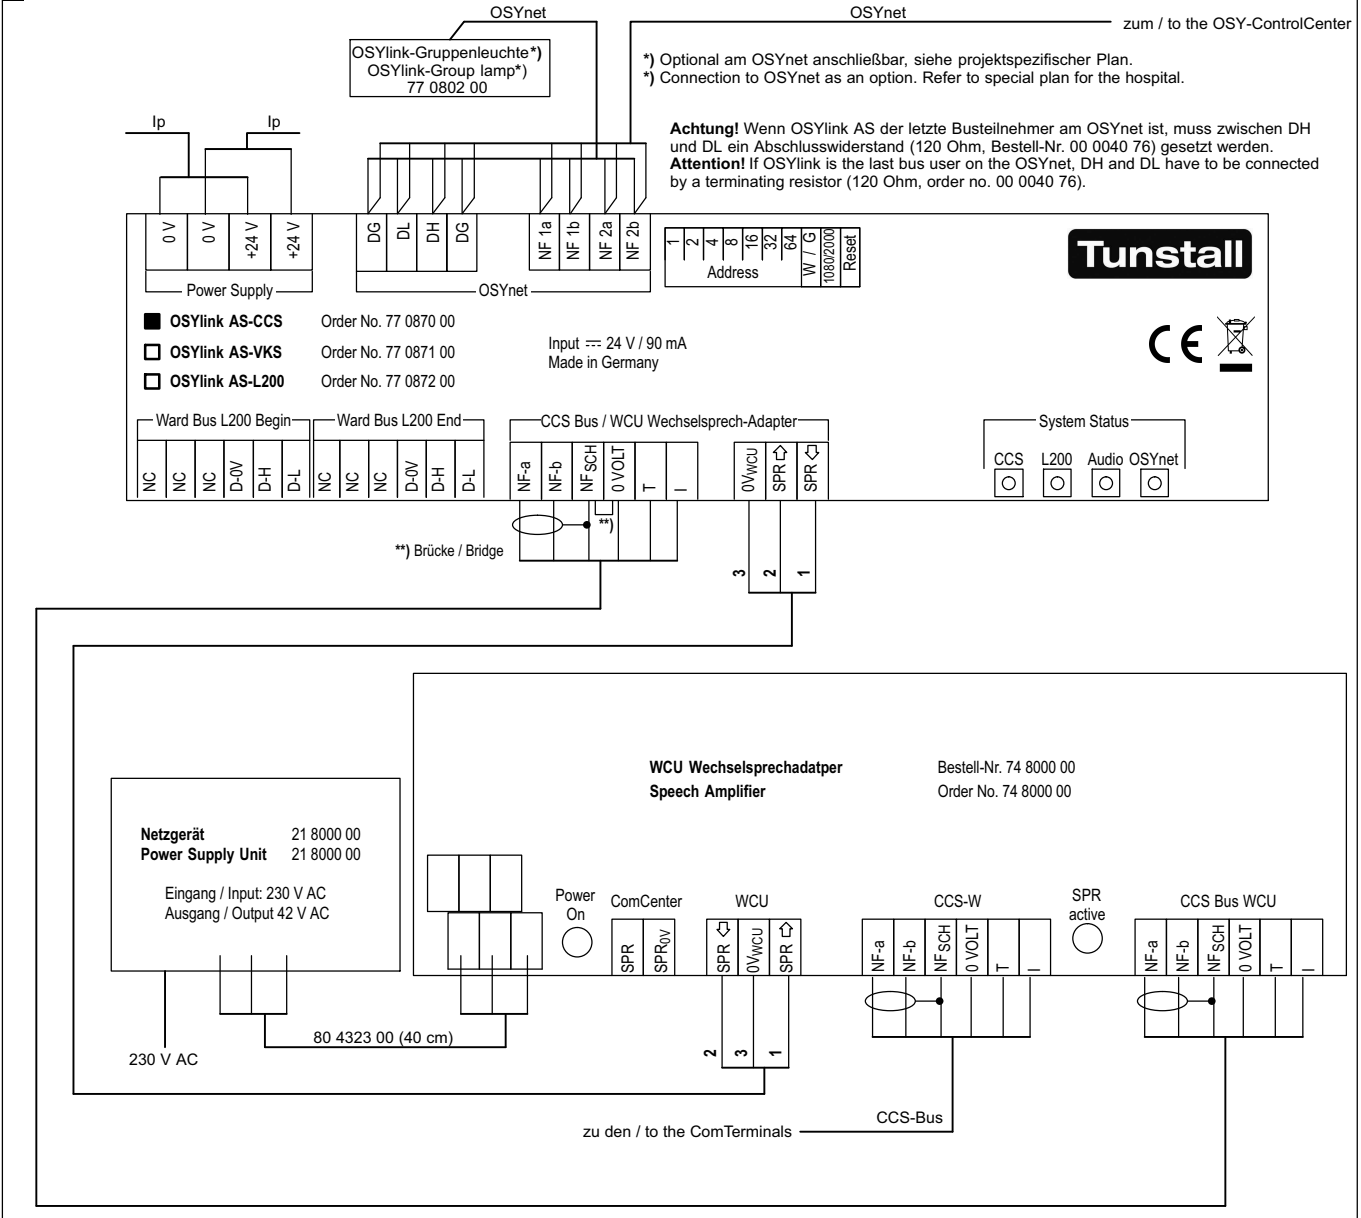 OSYnet
OSYnet
zum / to the OSY-ControlCenter
OSYlink-Gruppenleuchte*)
OSYlink-Group lamp*)
77 0802 00
*) Optional am OSYnet anschließbar, siehe projektspezifischer Plan.
*) Connection to OSYnet as an option. Refer to special plan for the hospital.
Ip
Ip
Achtung! Wenn OSYlink AS der letzte Busteilnehmer am OSYnet ist, muss zwischen DH
und DL ein Abschlusswiderstand (120 Ohm, Bestell-Nr. 00 0040 76) gesetzt werden.
Attention! If OSYlink is the last bus user on the OSYnet, DH and DL have to be connected
by a terminating resistor (120 Ohm, order no. 00 0040 76).
0 V
0 V
+24 V
+24 V
Power Supply
DG
DL
DH
DG
NF 1a
NF 1b
NF 2a
NF 2b
OSYnet
1
2
4
8
16
32
64
Address
W / G
1080/2000
Reset
Tunstall
OSYlink AS-CCS Order No. 77 0870 00
OSYlink AS-VKS Order No. 77 0871 00
OSYlink AS-L200 Order No. 77 0872 00
Input ⎓ 24 V / 90 mA
Made in Germany
CE
Ward Bus L200 Begin
NC
NC
NC
D-0V
D-H
D-L
Ward Bus L200 End
NC
NC
NC
D-0V
D-H
D-L
CCS Bus / WCU Wechselsprech-Adapter
NF-a
NF-b
NF SCH
0 VOLT
T
I
0V WCU
SPR ⇧
SPR ⇩
System Status
CCS
L200
Audio
OSYnet
**)
**) Brücke / Bridge
3
2
1
WCU Wechselsprechadatper Bestell-Nr. 74 8000 00
Speech Amplifier Order No. 74 8000 00
Netzgerät 21 8000 00
Power Supply Unit 21 8000 00
Eingang / Input: 230 V AC
Ausgang / Output 42 V AC
Power
On
ComCenter
SPR
SPR 0V
WCU
SPR ⇩
0V WCU
SPR ⇧
CCS-W
NF-a
NF-b
NF SCH
0 VOLT
T
I
SPR
active
CCS Bus WCU
NF-a
NF-b
NF SCH
0 VOLT
T
I
80 4323 00 (40 cm)
230 V AC
2
3
1
CCS-Bus
zu den / to the ComTerminals